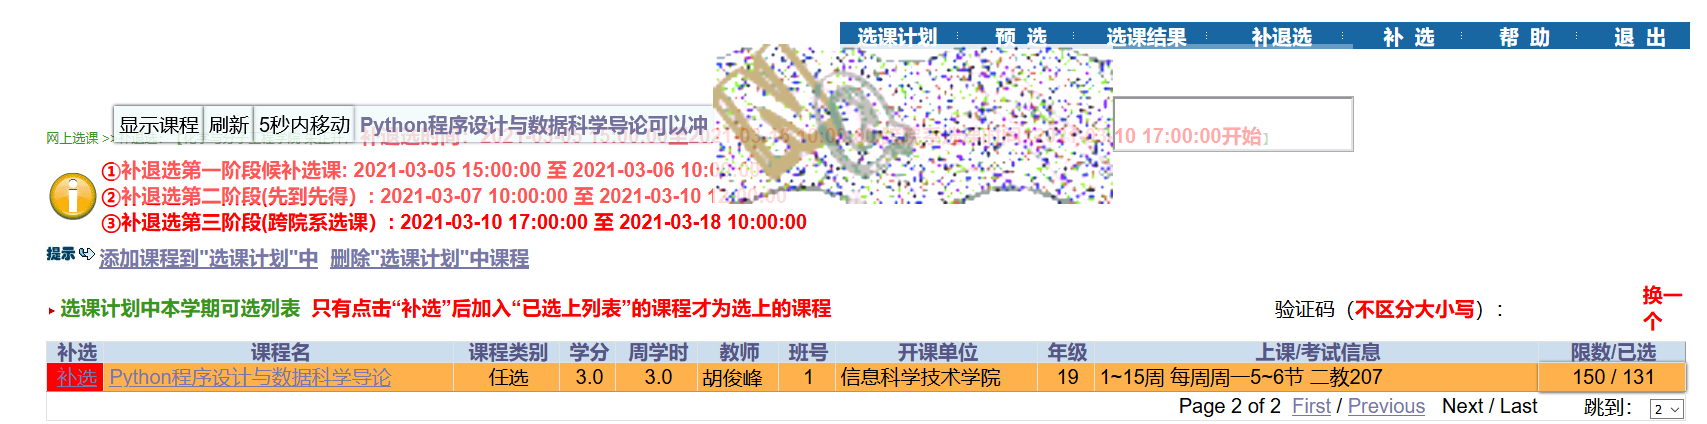 选课计划 预 选 选课结果 补退选 补 选 帮 助 退 出
显示课程 刷新 5秒内移动 Python程序设计与数据科学导论可以冲
网上选课 >>
10 17:00:00开始】
①补退选第一阶段候补选课: 2021-03-05 15:00:00 至 2021-03-06 10:0
②补退选第二阶段(先到先得）: 2021-03-07 10:00:00 至 2021-03-10 1
③补退选第三阶段(跨院系选课）: 2021-03-10 17:00:00 至 2021-03-18 10:00:00
提示 添加课程到"选课计划"中 删除"选课计划"中课程
选课计划中本学期可选列表 只有点击“补选”后加入“已选上列表”的课程才为选上的课程 验证码（不区分大小写）: 换一个
补选 课程名 课程类别 学分 周学时 教师 班号 开课单位 年级 上课/考试信息 限数/已选
补选 Python程序设计与数据科学导论 任选 3.0 3.0 胡俊峰 1 信息科学技术学院 19 1~15周 每周周一5~6节 二教207 150 / 131
Page 2 of 2 First / Previous Next / Last 跳到: 2